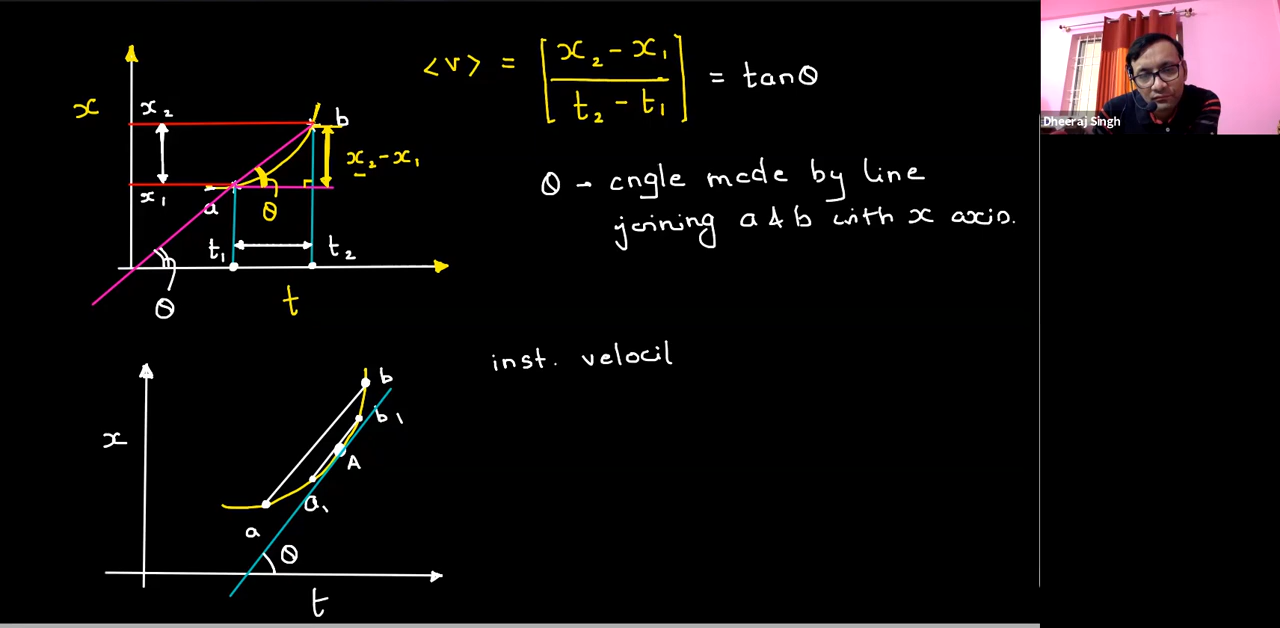 <v> = [x₂ - x₁ / t₂ - t₁] = tanθ
x
x₂
b
x₂ - x₁
x₁
a
θ
t₁
t₂
θ
t
θ - angle made by line
joining a & b with x axis.
Dheeraj Singh
inst. velocil
x
b
b₁
A
a₁
a
θ
t